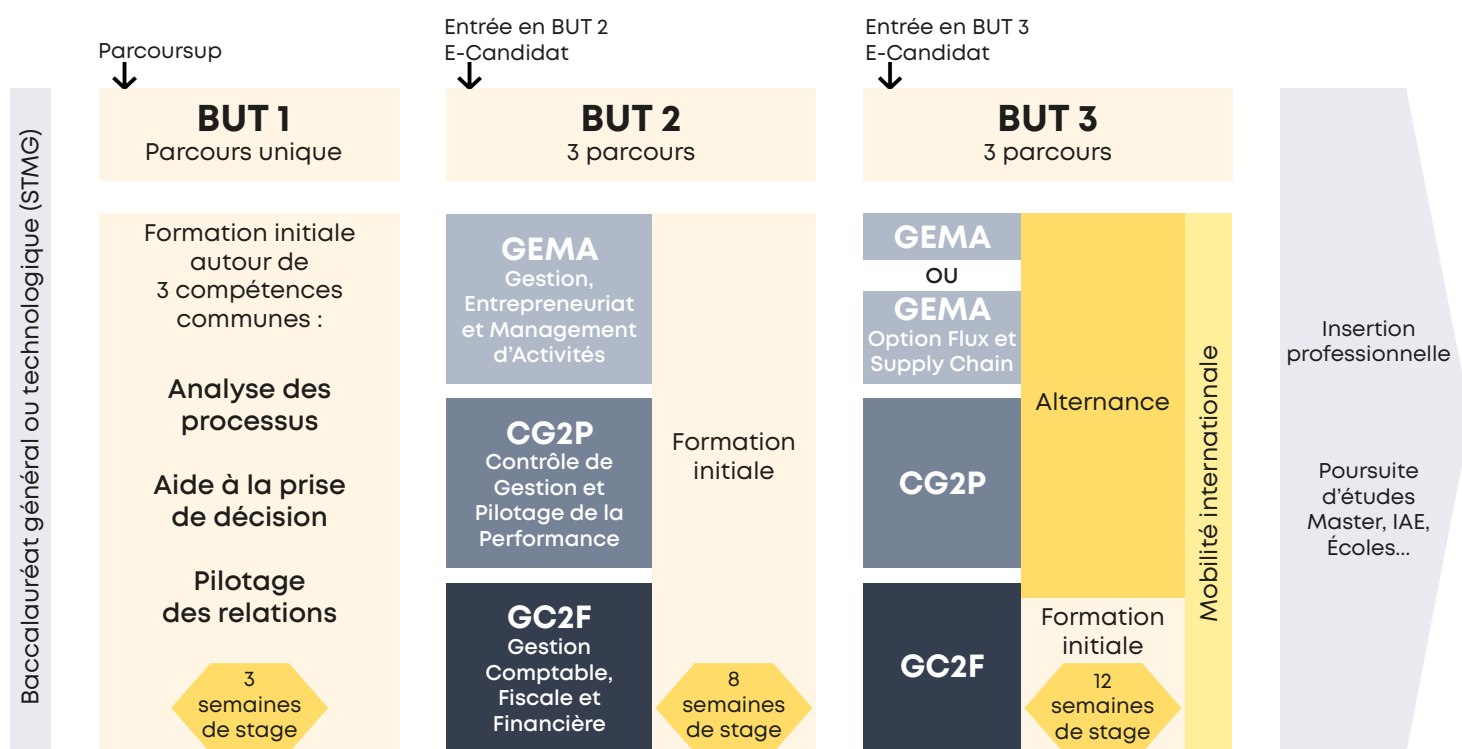 Baccalauréat général ou technologique (STMG)
Parcoursup
BUT 1
Parcours unique
Formation initiale
autour de
3 compétences
communes :
Analyse des
processus
Aide à la prise
de décision
Pilotage
des relations
3
semaines
de stage
Entrée en BUT 2
E-Candidat
BUT 2
3 parcours
GEMA
Gestion,
Entrepreneuriat
et Management
d'Activités
CG2P
Contrôle de
Gestion et
Pilotage de la
Performance
GC2F
Gestion
Comptable,
Fiscale et
Financière
Formation
initiale
8
semaines
de stage
Entrée en BUT 3
E-Candidat
BUT 3
3 parcours
GEMA
OU
GEMA
Option Flux et
Supply Chain
CG2P
GC2F
Alternance
Formation
initiale
12
semaines
de stage
Mobilité internationale
Insertion
professionnelle
Poursuite
d'études
Master, IAE,
Écoles...